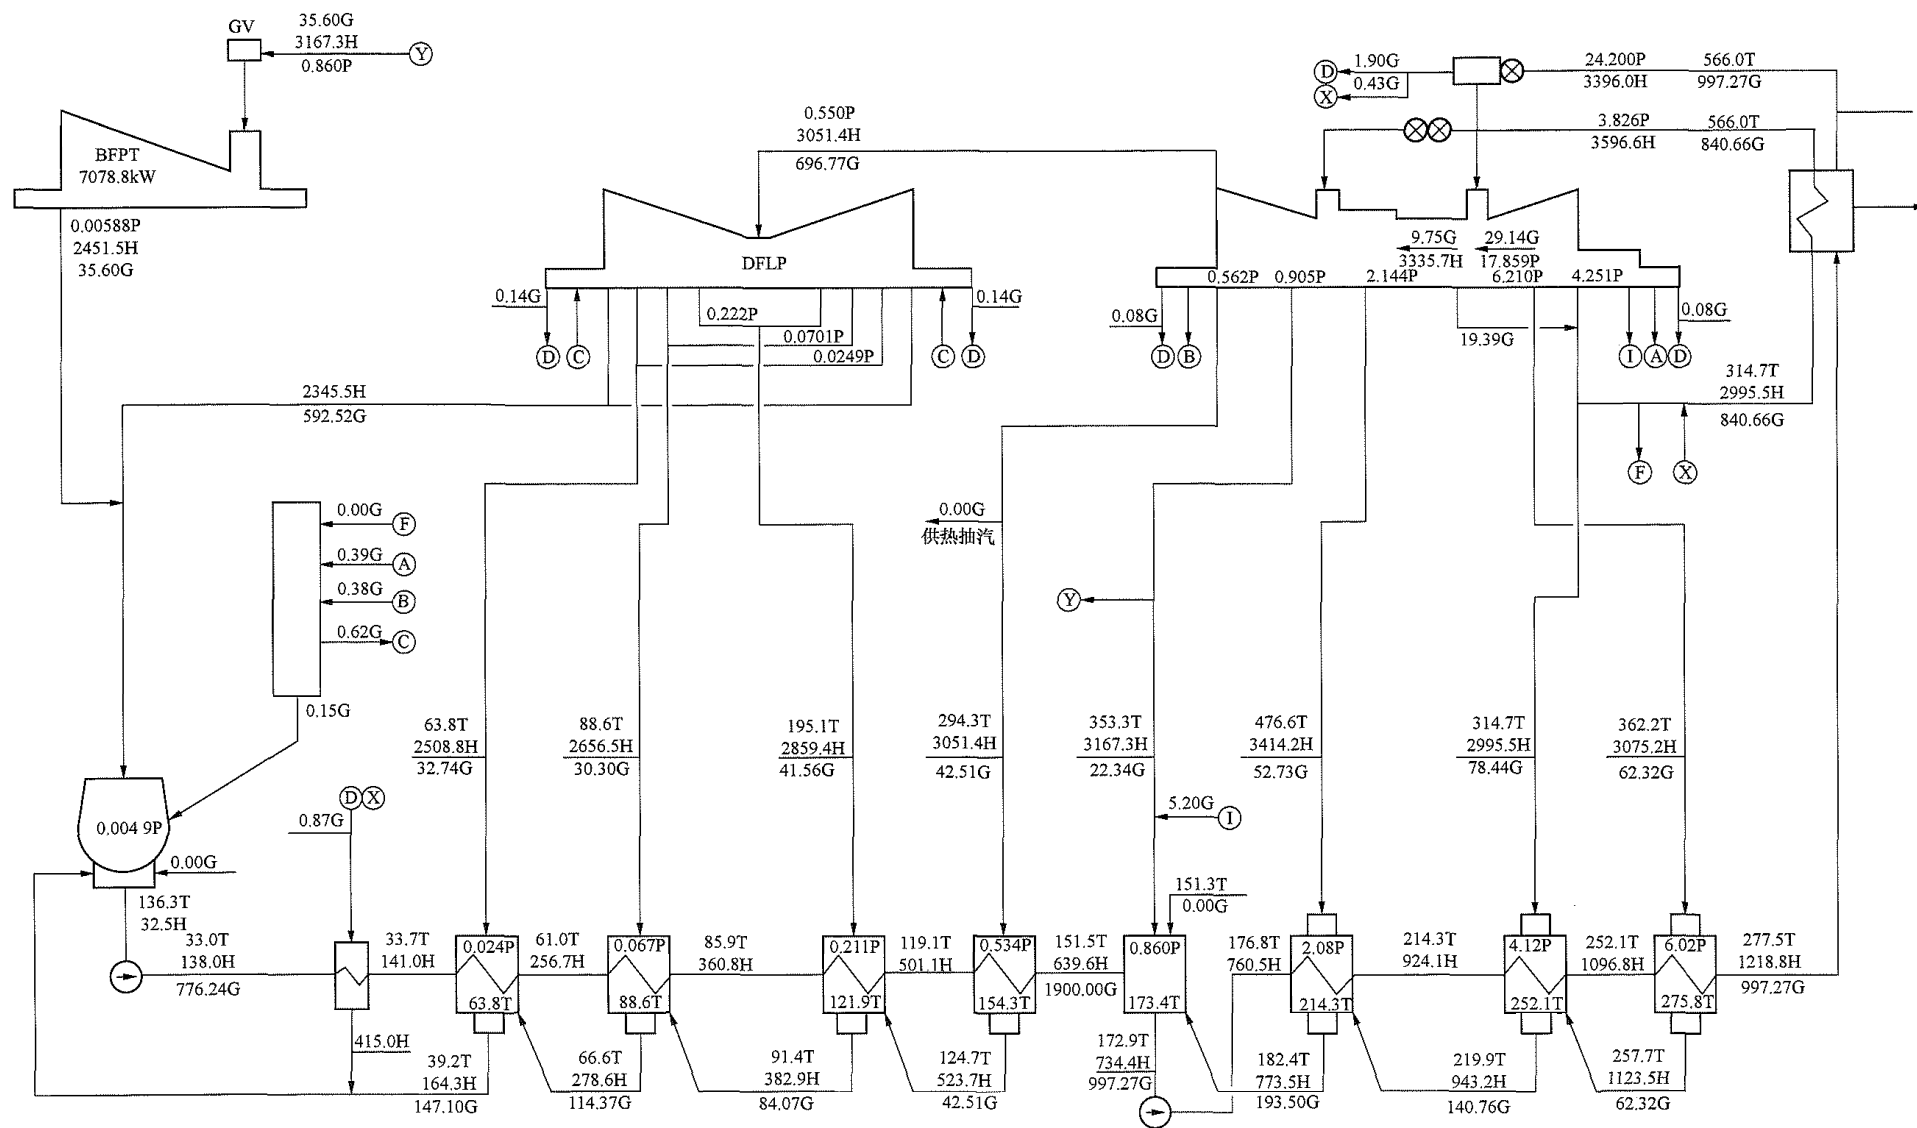 GV
35.60G
3167.3H
0.860P
Y
BFPT
7078.8kW
0.00588P
2451.5H
35.60G
0.550P
3051.4H
696.77G
DFLP
0.14G
D
C
0.222P
0.0701P
0.0249P
C
D
0.14G
2345.5H
592.52G
D
1.90G
X
0.43G
24.200P
3396.0H
566.0T
997.27G
3.826P
3596.6H
566.0T
840.66G
9.75G
3335.7H
29.14G
17.859P
0.562P
0.905P
2.144P
6.210P
4.251P
0.08G
D
B
19.39G
I
A
D
0.08G
314.7T
2995.5H
840.66G
F
X
0.00G
F
0.39G
A
0.38G
B
0.62G
C
0.15G
0.00G
供热抽汽
Y
63.8T
2508.8H
32.74G
88.6T
2656.5H
30.30G
195.1T
2859.4H
41.56G
294.3T
3051.4H
42.51G
353.3T
3167.3H
22.34G
476.6T
3414.2H
52.73G
314.7T
2995.5H
78.44G
362.2T
3075.2H
62.32G
5.20G
I
D X
0.87G
0.004 9P
0.00G
136.3T
32.5H
33.0T
138.0H
776.24G
33.7T
141.0H
415.0H
0.024P
63.8T
61.0T
256.7H
0.067P
88.6T
85.9T
360.8H
0.211P
121.9T
119.1T
501.1H
0.534P
154.3T
151.5T
639.6H
1900.00G
151.3T
0.00G
0.860P
173.4T
176.8T
760.5H
2.08P
214.3T
214.3T
924.1H
4.12P
252.1T
252.1T
1096.8H
6.02P
275.8T
277.5T
1218.8H
997.27G
39.2T
164.3H
147.10G
66.6T
278.6H
114.37G
91.4T
382.9H
84.07G
124.7T
523.7H
42.51G
172.9T
734.4H
997.27G
182.4T
773.5H
193.50G
219.9T
943.2H
140.76G
257.7T
1123.5H
62.32G